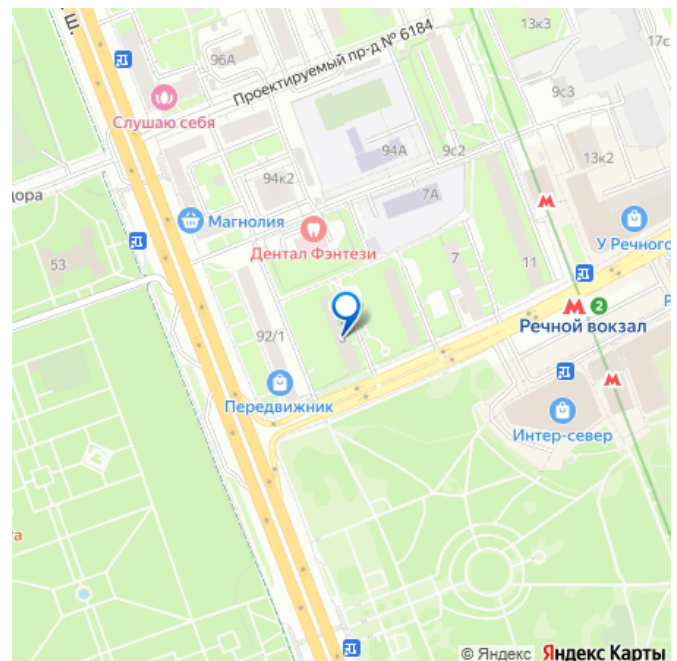 Ш.
96А
Проектируемый пр-д № 6184
13к3
17с
Слушаю себя
9с3
94А
9с2
13к2
94к2
7А
дора
Магнолия
Дентал Фэнтези
У Речного
53
7
11
2
Речной вокзал
92/1
Передвижник
Интер-север
а
© Яндекс Яндекс Карты